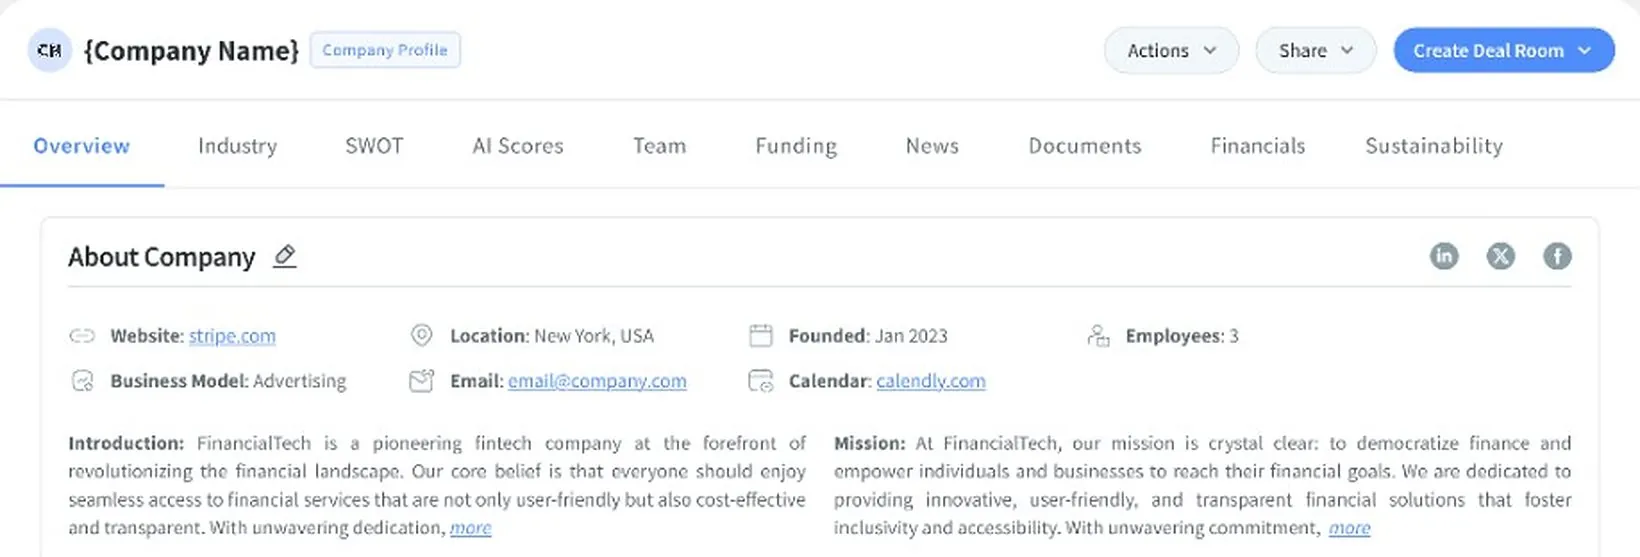 CH {Company Name} Company Profile Actions Share Create Deal Room
Overview Industry SWOT AI Scores Team Funding News Documents Financials Sustainability
About Company in X f
Website: stripe.com Location: New York, USA Founded: Jan 2023 Employees: 3
Business Model: Advertising Email: email@company.com Calendar: calendly.com
Introduction: FinancialTech is a pioneering fintech company at the forefront of
revolutionizing the financial landscape. Our core belief is that everyone should enjoy
seamless access to financial services that are not only user-friendly but also cost-effective
and transparent. With unwavering dedication, more
Mission: At FinancialTech, our mission is crystal clear: to democratize finance and
empower individuals and businesses to reach their financial goals. We are dedicated to
providing innovative, user-friendly, and transparent financial solutions that foster
inclusivity and accessibility. With unwavering commitment, more